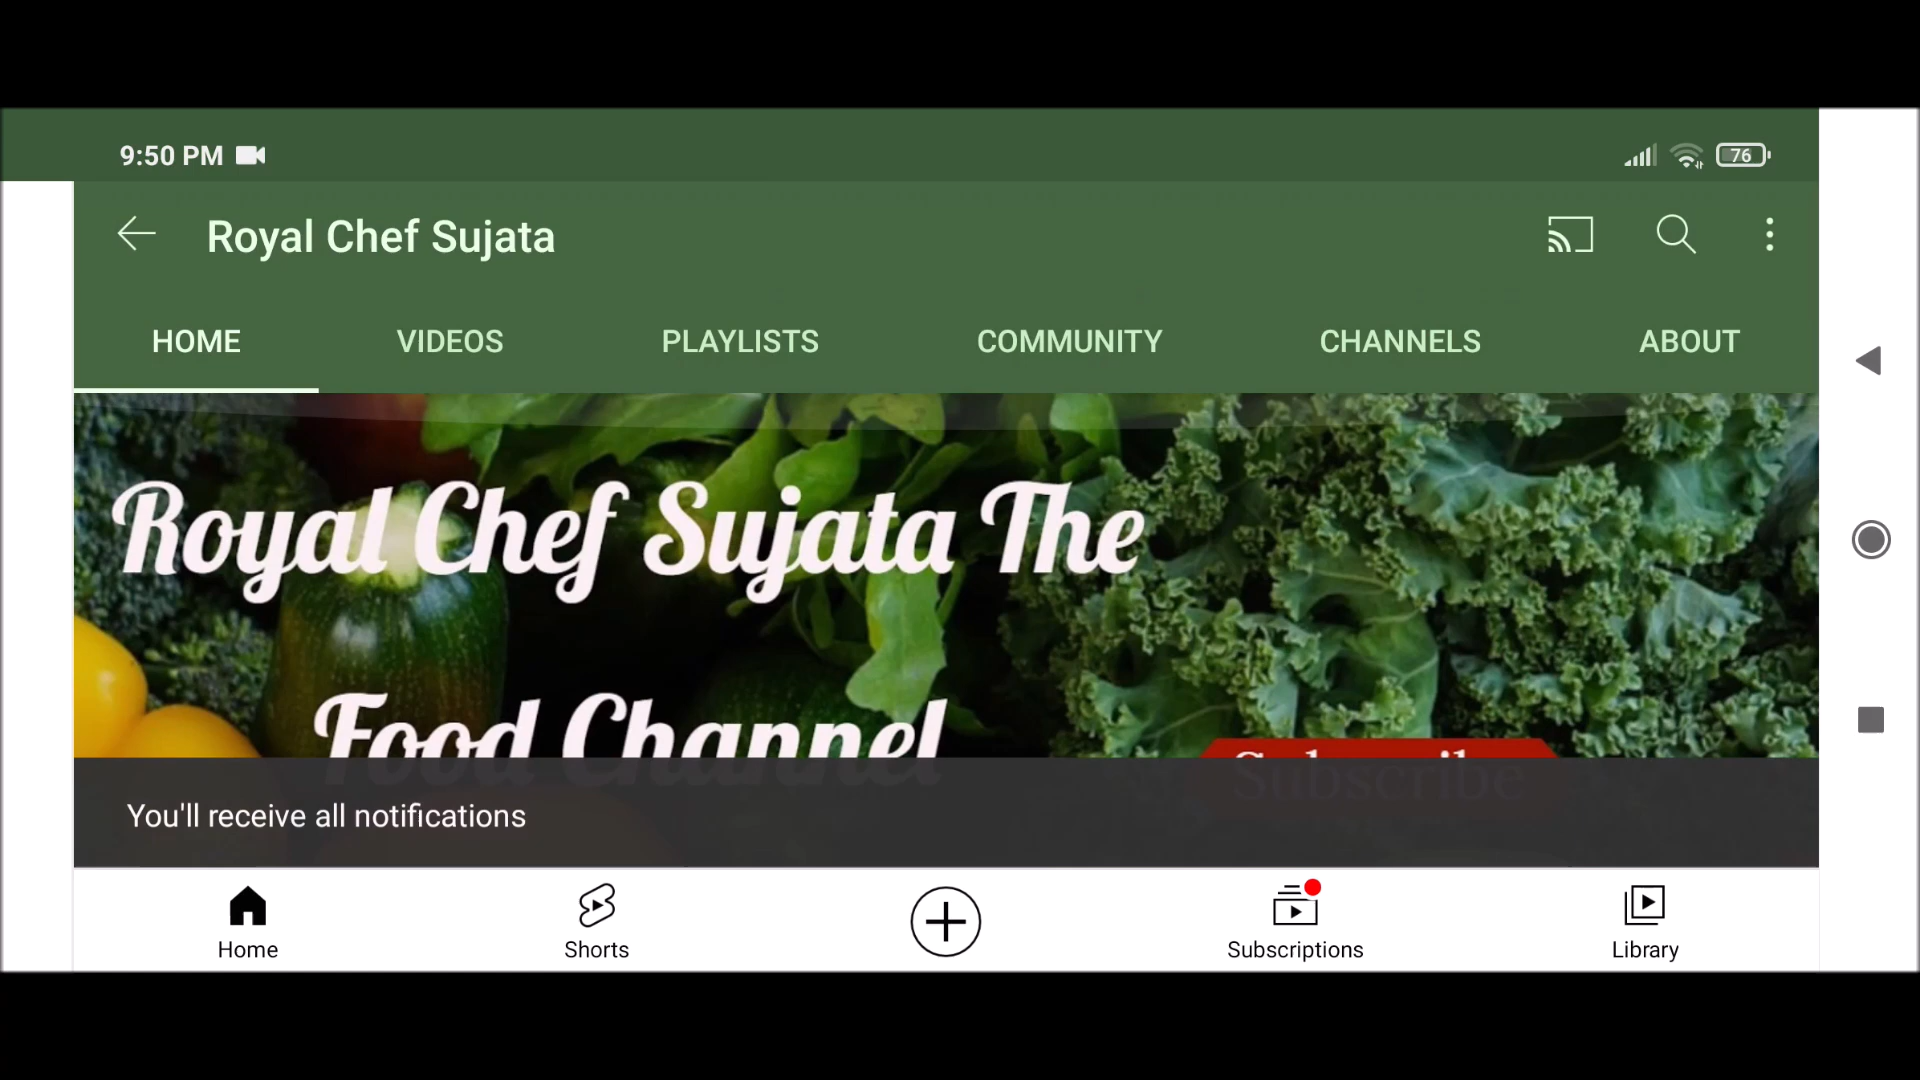 9:50 PM
76
Royal Chef Sujata
HOME VIDEOS PLAYLISTS COMMUNITY CHANNELS ABOUT
Royal Chef Sujata The
Food Channel
Subscribe
You'll receive all notifications
Home Shorts Subscriptions Library